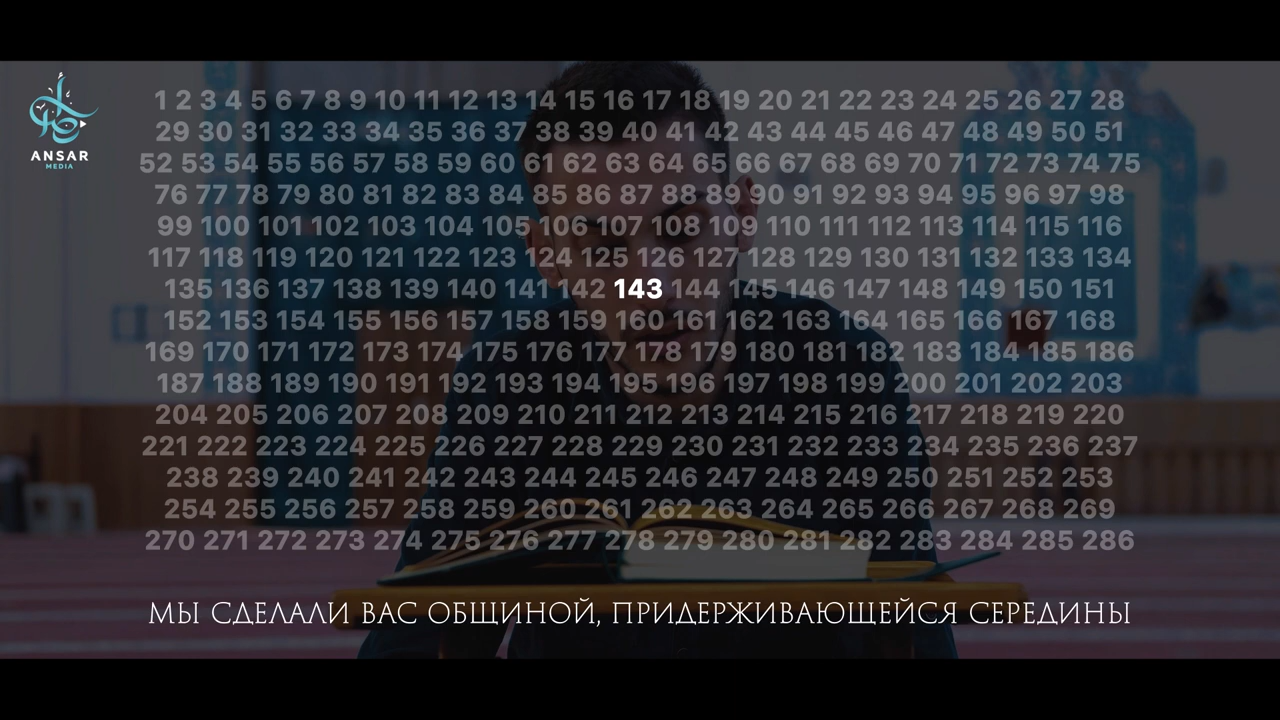 ANSAR
MEDIA
1 2 3 4 5 6 7 8 9 10 11 12 13 14 15 16 17 18 19 20 21 22 23 24 25 26 27 28
29 30 31 32 33 34 35 36 37 38 39 40 41 42 43 44 45 46 47 48 49 50 51
52 53 54 55 56 57 58 59 60 61 62 63 64 65 66 67 68 69 70 71 72 73 74 75
76 77 78 79 80 81 82 83 84 85 86 87 88 89 90 91 92 93 94 95 96 97 98
99 100 101 102 103 104 105 106 107 108 109 110 111 112 113 114 115 116
117 118 119 120 121 122 123 124 125 126 127 128 129 130 131 132 133 134
135 136 137 138 139 140 141 142 143 144 145 146 147 148 149 150 151
152 153 154 155 156 157 158 159 160 161 162 163 164 165 166 167 168
169 170 171 172 173 174 175 176 177 178 179 180 181 182 183 184 185 186
187 188 189 190 191 192 193 194 195 196 197 198 199 200 201 202 203
204 205 206 207 208 209 210 211 212 213 214 215 216 217 218 219 220
221 222 223 224 225 226 227 228 229 230 231 232 233 234 235 236 237
238 239 240 241 242 243 244 245 246 247 248 249 250 251 252 253
254 255 256 257 258 259 260 261 262 263 264 265 266 267 268 269
270 271 272 273 274 275 276 277 278 279 280 281 282 283 284 285 286
МЫ СДЕЛАЛИ ВАС ОБЩИНОЙ, ПРИДЕРЖИВАЮЩЕЙСЯ СЕРЕДИНЫ